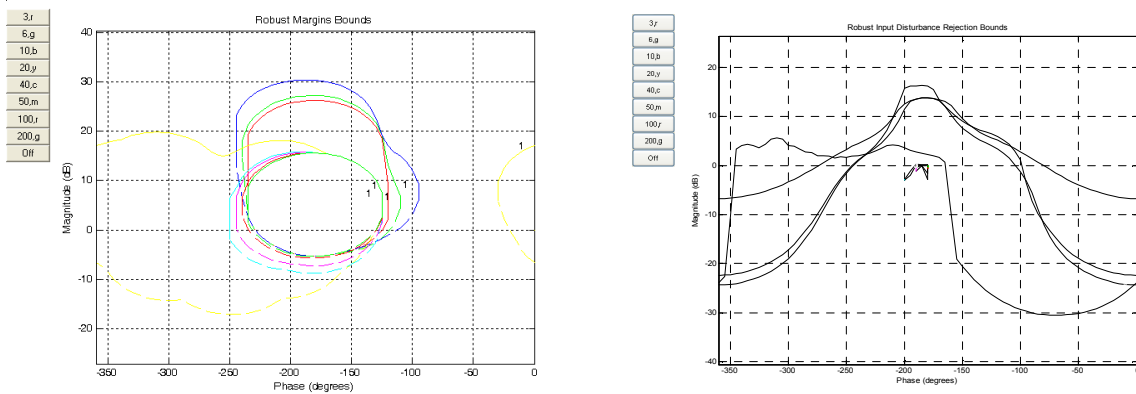 3,r
6,g
10,b
20,y
40,c
50,m
100,r
200,g
Off
Robust Margins Bounds
Magnitude (dB)
40
30
20
10
0
-10
-20
1
1
1
1
1
-350
-300
-250
-200
-150
-100
-50
0
Phase (degrees)
3,r
6,g
10,b
20,y
40,c
50,m
100,r
200,g
Off
Robust Input Disturbance Rejection Bounds
Magnitude (dB)
20
10
0
-10
-20
-30
-40
-350
-300
-250
-200
-150
-100
-50
0
Phase (degrees)